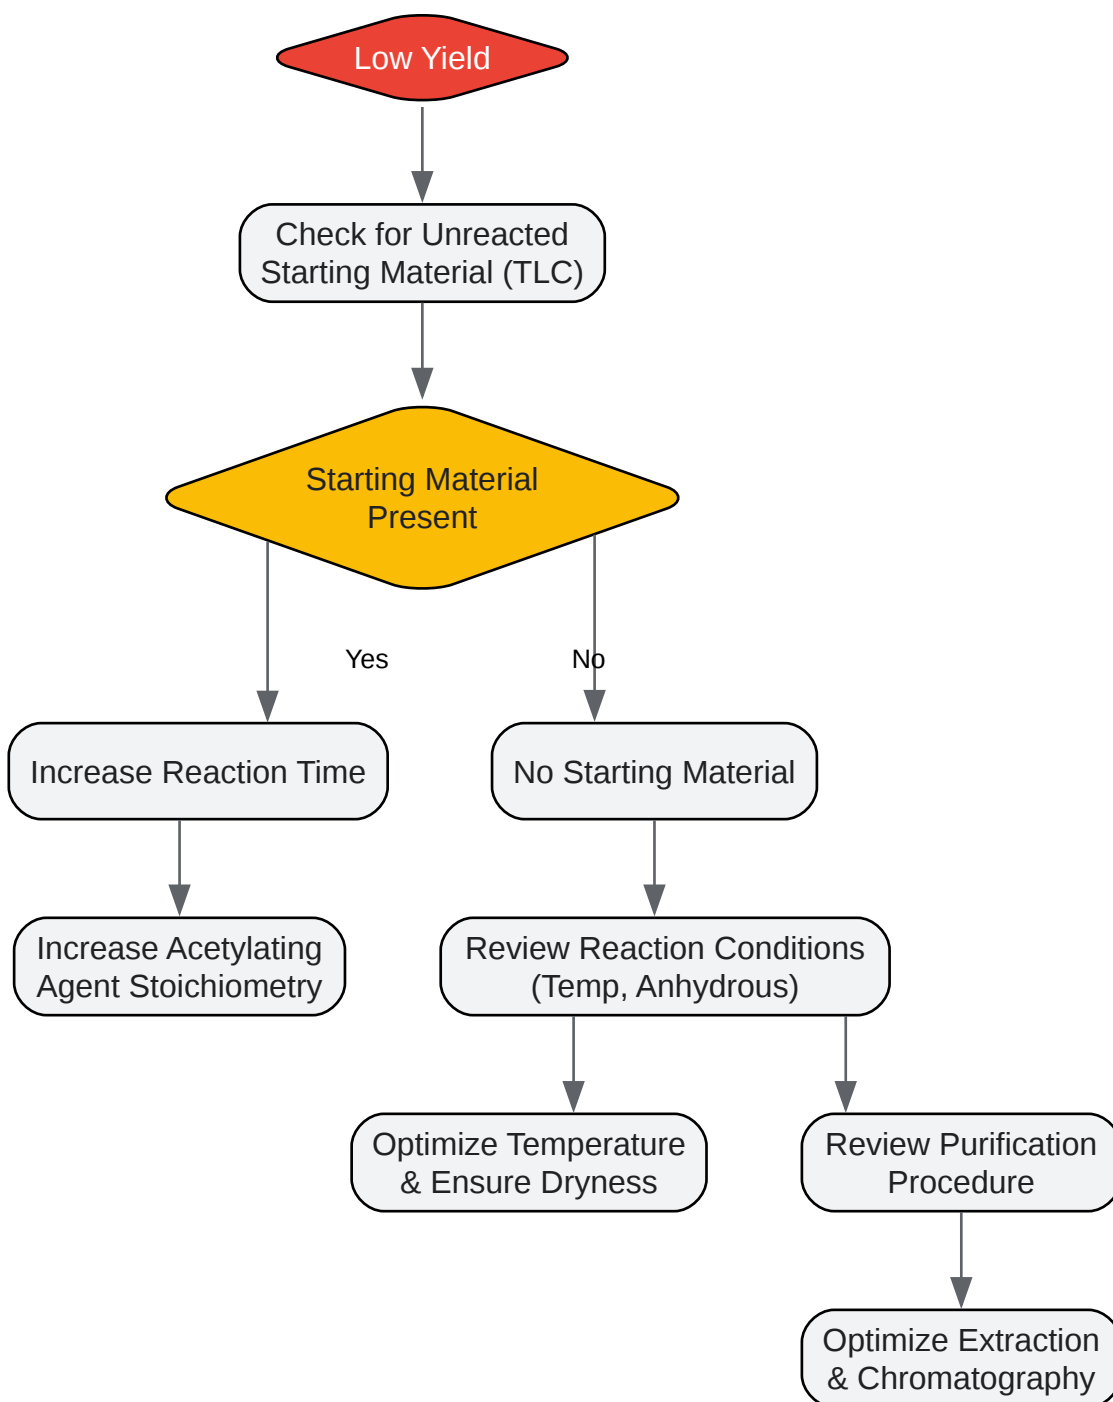 Low Yield
Check for Unreacted
Starting Material (TLC)
Starting Material
Present
Yes
No
Increase Reaction Time
No Starting Material
Increase Acetylating
Agent Stoichiometry
Review Reaction Conditions
(Temp, Anhydrous)
Optimize Temperature
& Ensure Dryness
Review Purification
Procedure
Optimize Extraction
& Chromatography